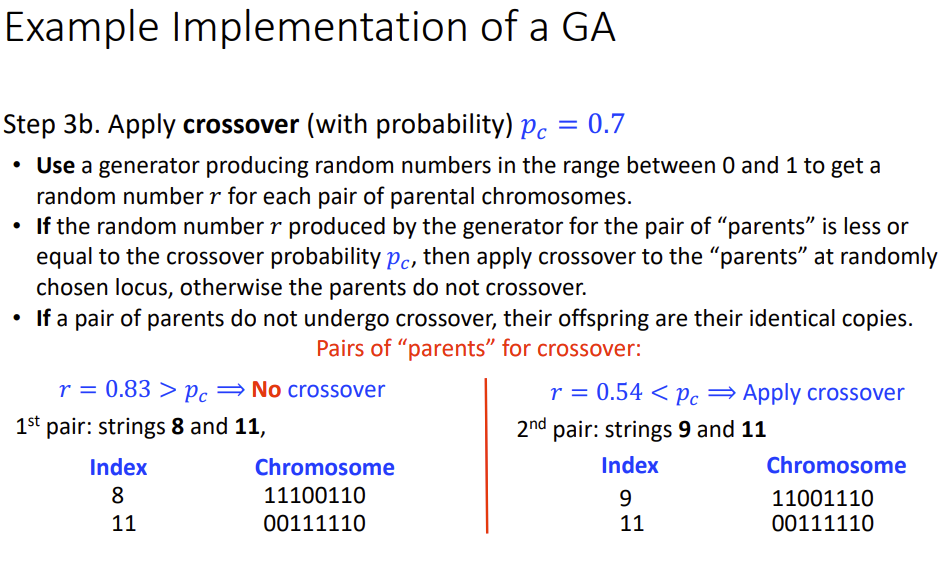 Example Implementation of a GA
Step 3b. Apply crossover (with probability) p_c = 0.7
• Use a generator producing random numbers in the range between 0 and 1 to get a
random number r for each pair of parental chromosomes.
• If the random number r produced by the generator for the pair of “parents” is less or
equal to the crossover probability p_c, then apply crossover to the “parents” at randomly
chosen locus, otherwise the parents do not crossover.
• If a pair of parents do not undergo crossover, their offspring are their identical copies.
Pairs of “parents” for crossover:
r = 0.83 > p_c ⟹ No crossover
1st pair: strings 8 and 11,
Index Chromosome
8 11100110
11 00111110
r = 0.54 < p_c ⟹ Apply crossover
2nd pair: strings 9 and 11
Index Chromosome
9 11001110
11 00111110